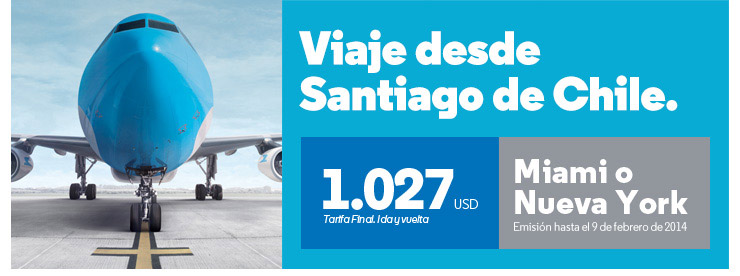 Viaje desde
Santiago de Chile.
1.027 USD
Tarifa Final. Ida y vuelta
Miami o
Nueva York
Emisión hasta el 9 de febrero de 2014